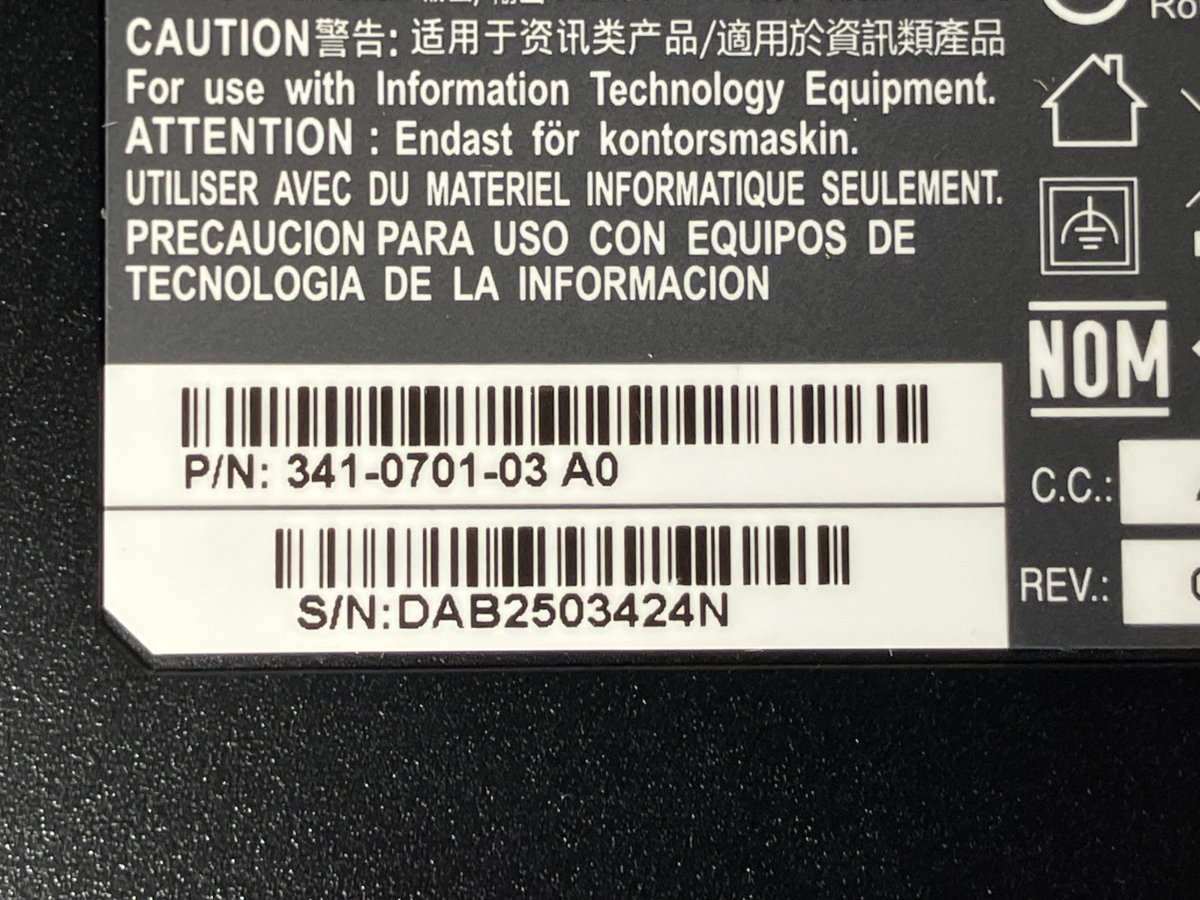 CAUTION警告: 适用于资讯类产品/適用於資訊類產品
For use with Information Technology Equipment.
ATTENTION : Endast för kontorsmaskin.
UTILISER AVEC DU MATERIEL INFORMATIQUE SEULEMENT.
PRECAUCION PARA USO CON EQUIPOS DE
TECNOLOGIA DE LA INFORMACION
NOM
P/N: 341-0701-03 A0
C.C.:
S/N:DAB2503424N
REV.: